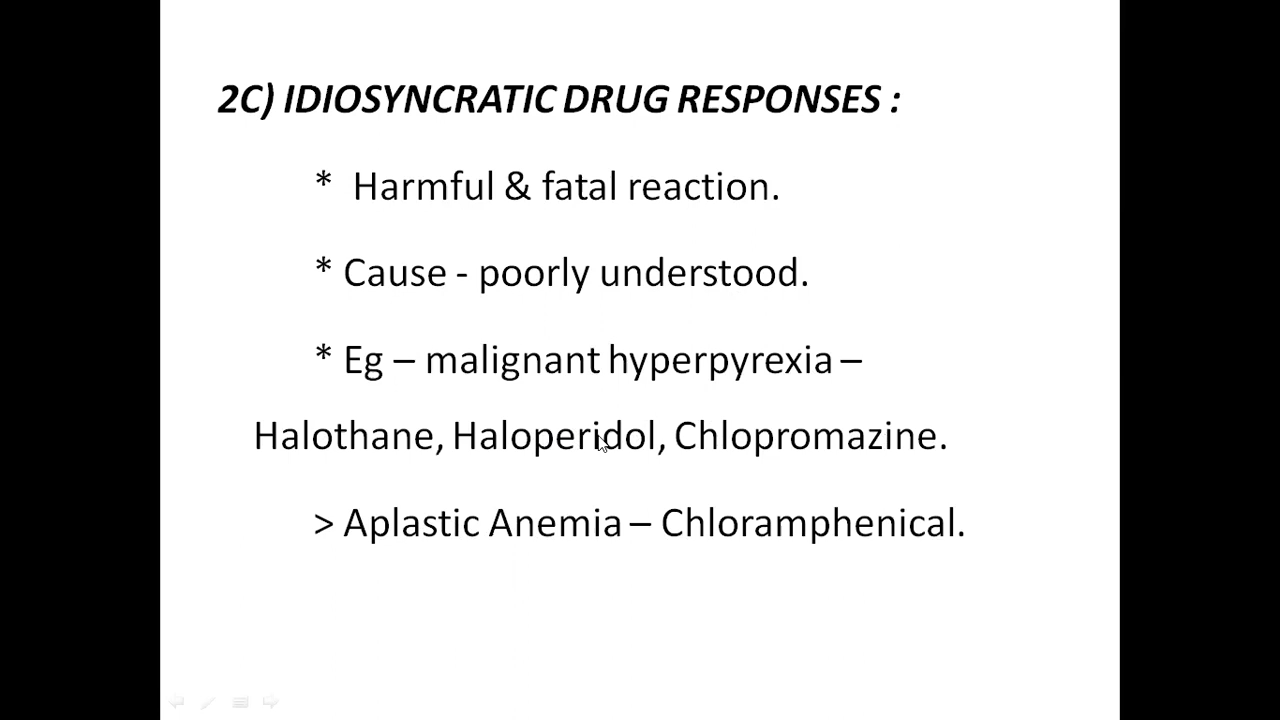 2C) IDIOSYNCRATIC DRUG RESPONSES :
* Harmful & fatal reaction.
* Cause - poorly understood.
* Eg – malignant hyperpyrexia –
Halothane, Haloperidol, Chlopromazine.
> Aplastic Anemia – Chloramphenical.